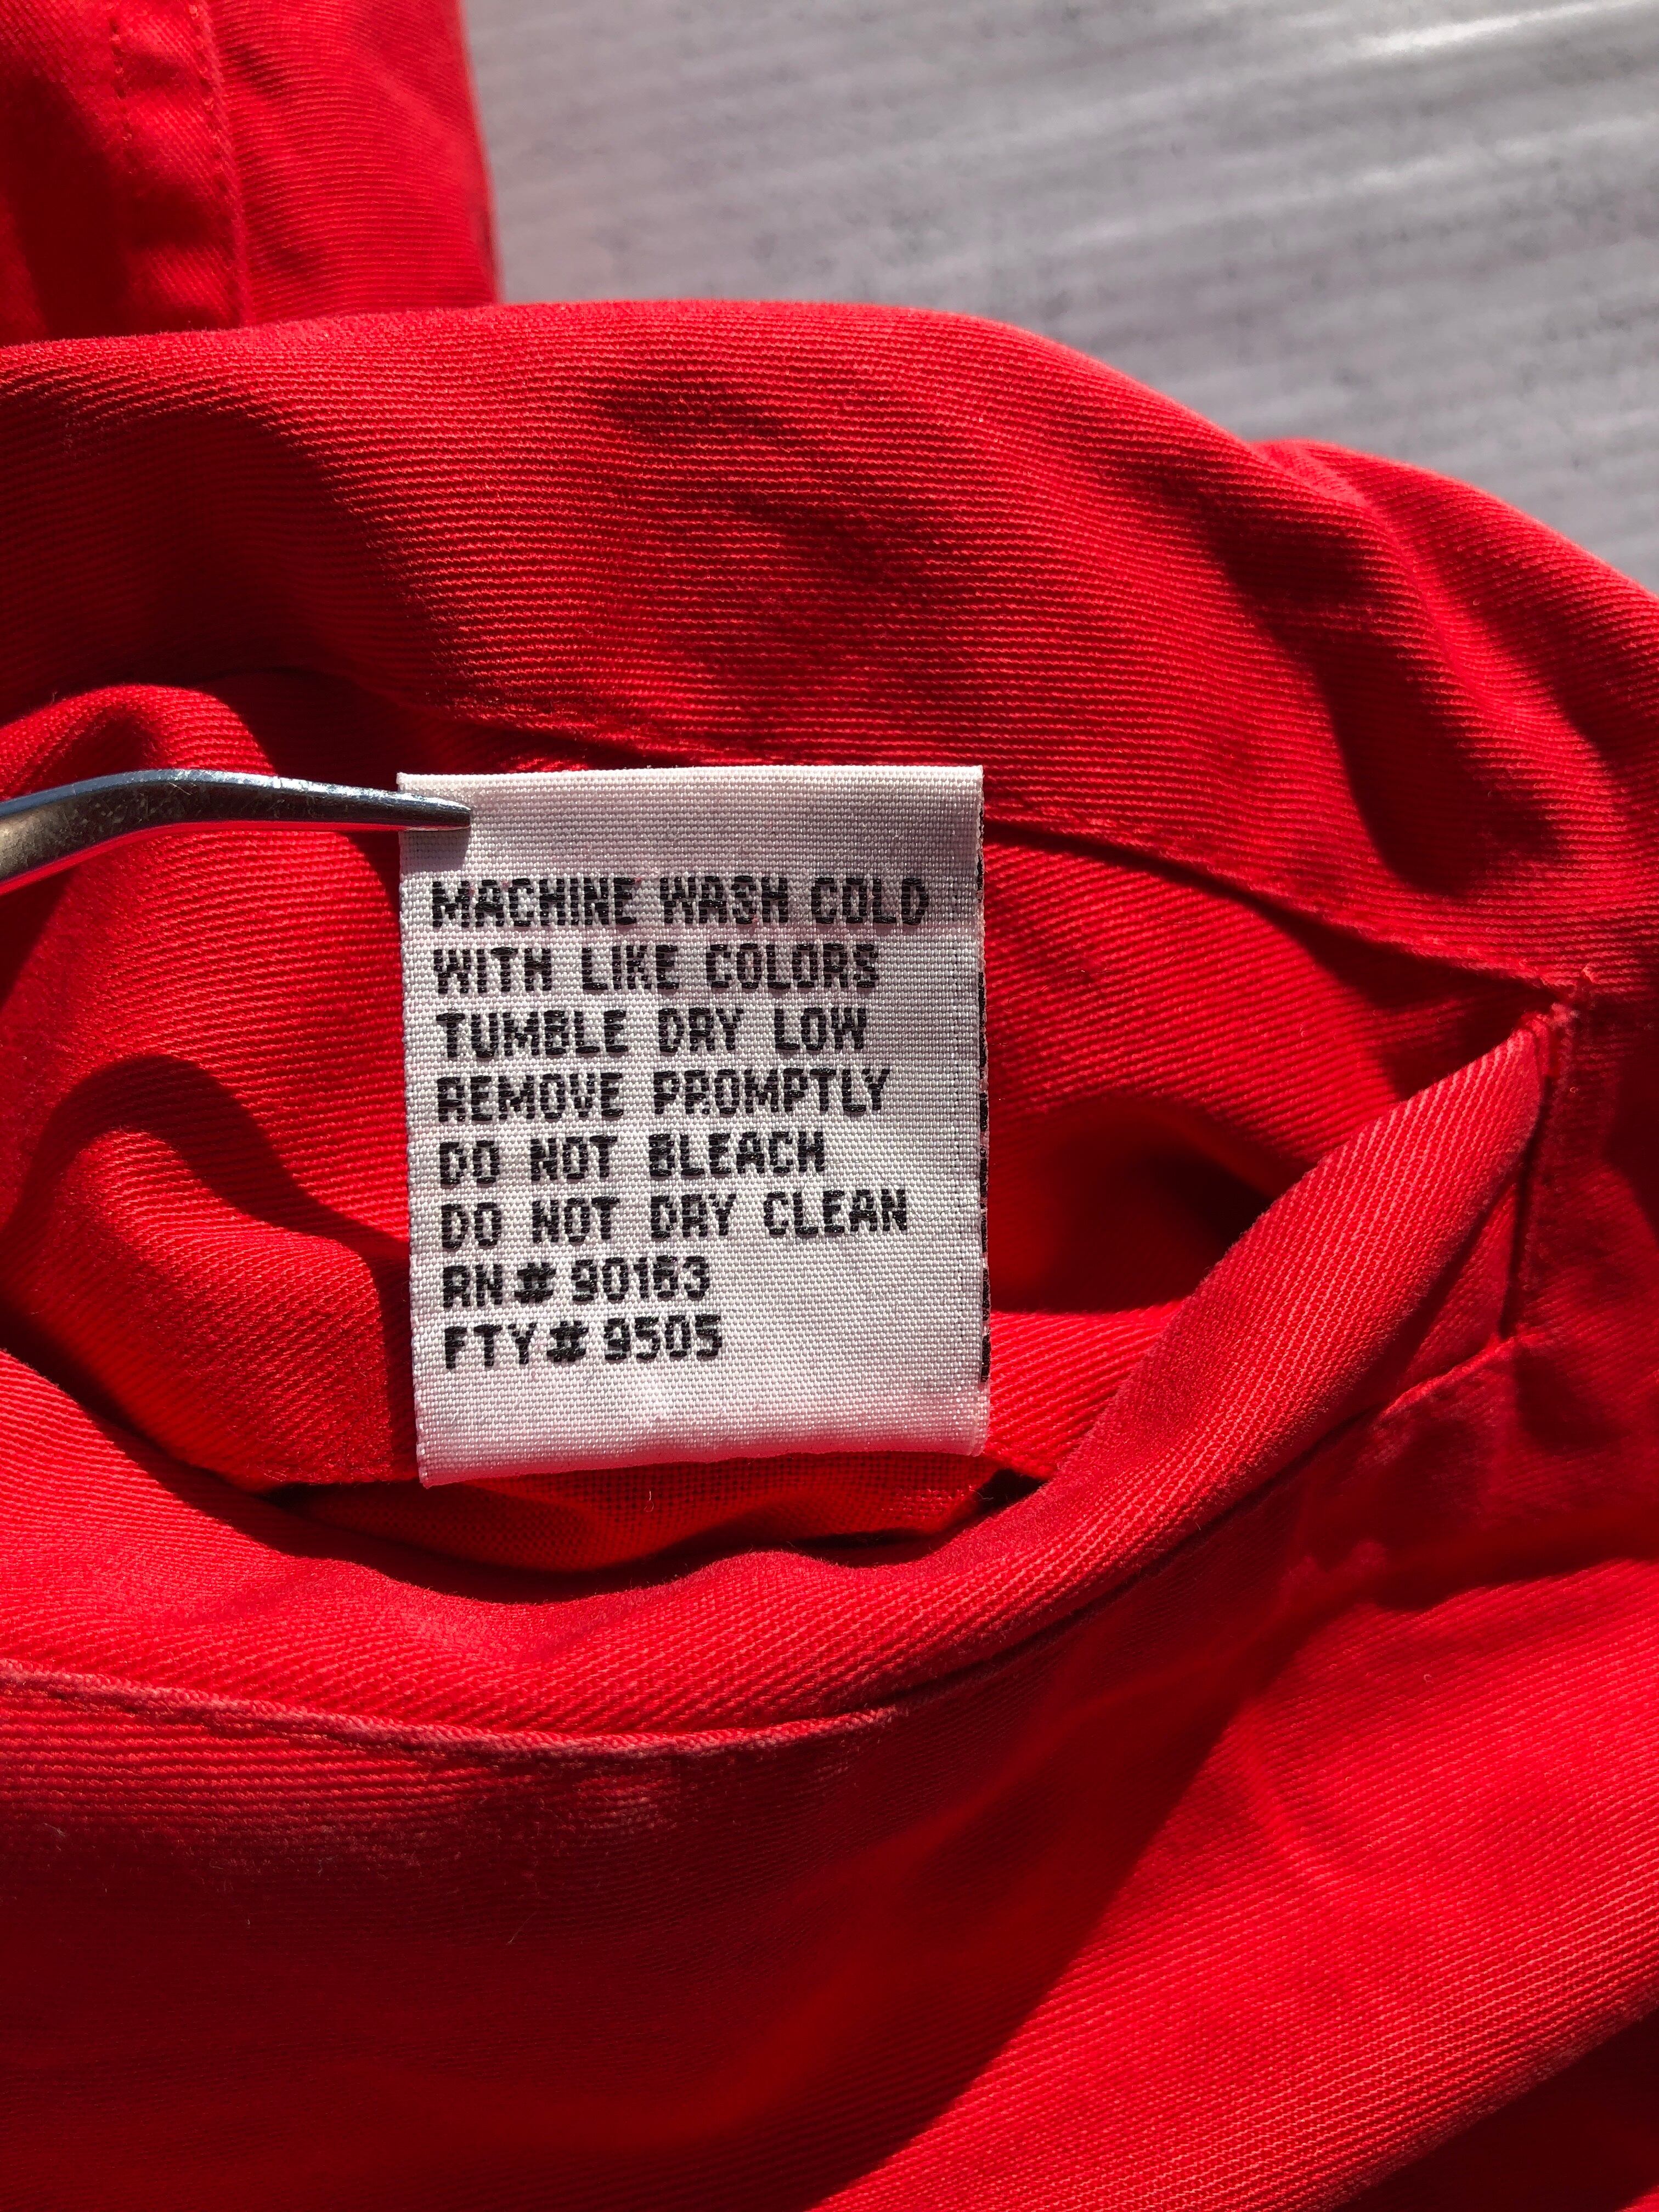 MACHINE WASH COLD
WITH LIKE COLORS
TUMBLE DRY LOW
REMOVE PROMPTLY
DO NOT BLEACH
DO NOT DRY CLEAN
RN# 90163
FTY# 9505